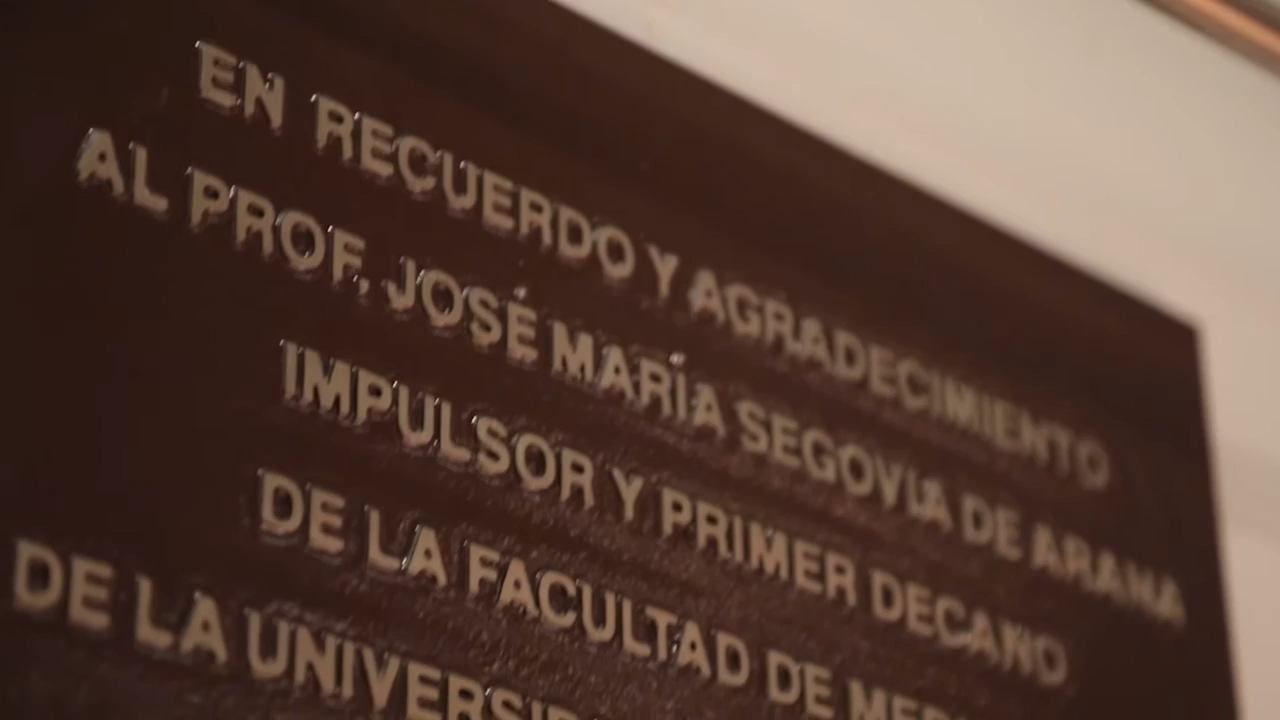 EN RECUERDO Y AGRADECIMIENTO
AL PROF. JOSÉ MARÍA SEGOVIA DE ARANA
IMPULSOR Y PRIMER DECANO
DE LA FACULTAD DE
DE LA